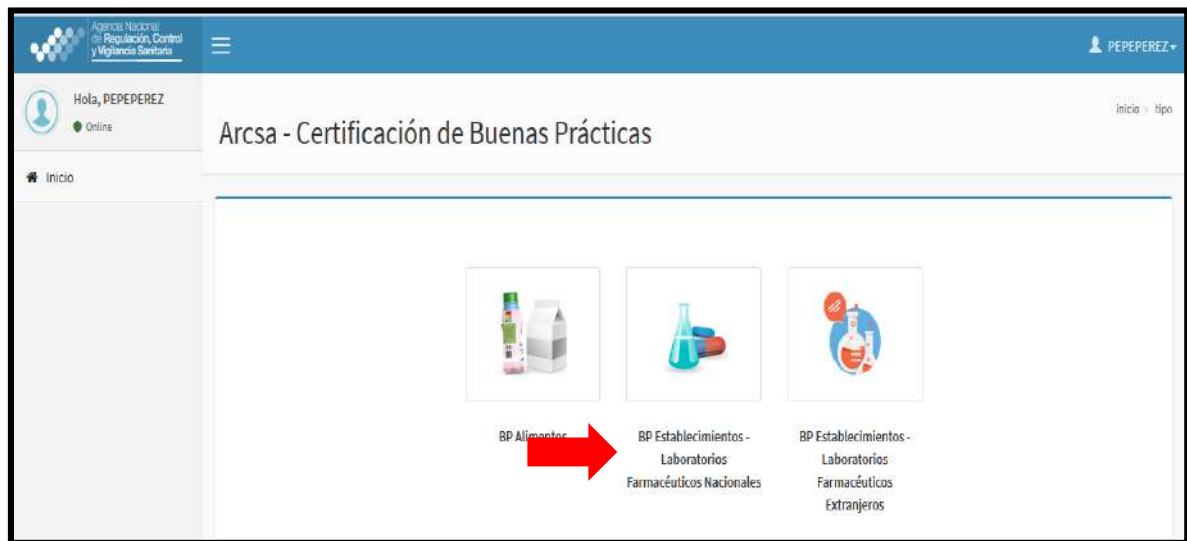 Agencia Nacional
de Regulación, Control
y Vigilancia Sanitaria
PEPEPEREZ
Hola, PEPEPEREZ
Online
inicio > tipo
Arcsa - Certificación de Buenas Prácticas
Inicio
BP Alimentos
BP Establecimientos -
Laboratorios
Farmacéuticos Nacionales
BP Establecimientos -
Laboratorios
Farmacéuticos
Extranjeros